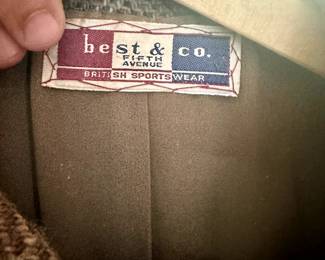 best & co.
FIFTH
AVENUE
BRITISH SPORTSWEAR